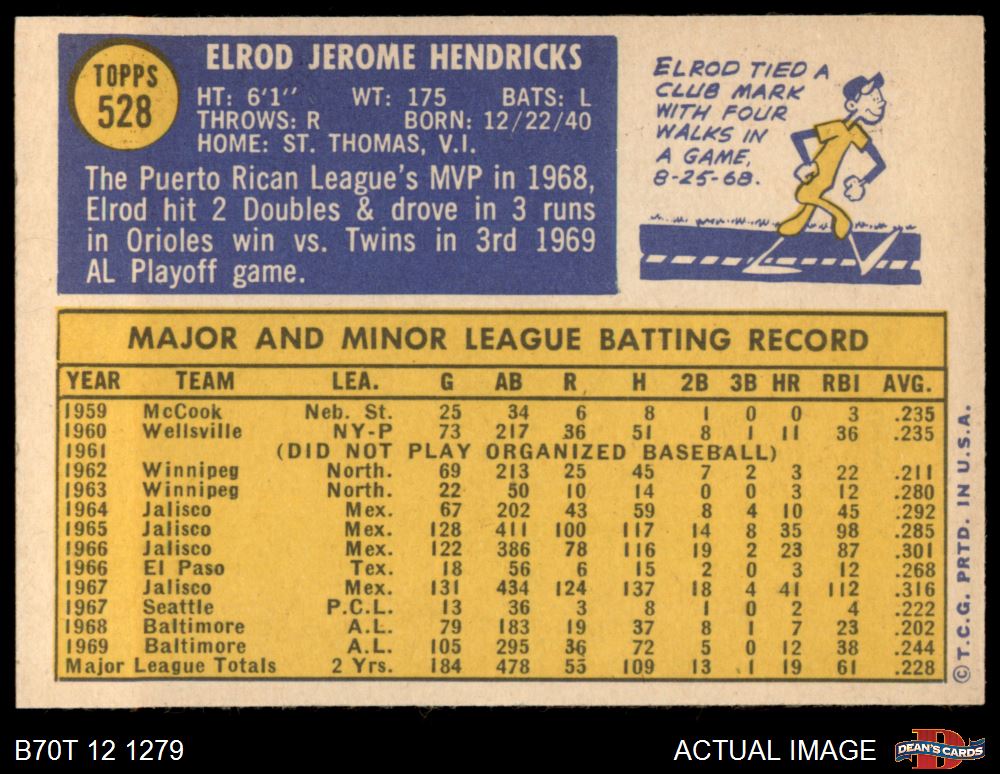 TOPPS
528
ELROD JEROME HENDRICKS
HT: 6'1" WT: 175 BATS: L
THROWS: R BORN: 12/22/40
HOME: ST. THOMAS, V.I.
The Puerto Rican League's MVP in 1968,
Elrod hit 2 Doubles & drove in 3 runs
in Orioles win vs. Twins in 3rd 1969
AL Playoff game.
ELROD TIED A
CLUB MARK
WITH FOUR
WALKS IN
A GAME,
8-25-68.
MAJOR AND MINOR LEAGUE BATTING RECORD
YEAR TEAM LEA. G AB R H 2B 3B HR RBI AVG.
1959 McCook Neb. St. 25 34 6 8 1 0 0 3 .235
1960 Wellsville NY-P 73 217 36 51 8 1 11 36 .235
1961 (DID NOT PLAY ORGANIZED BASEBALL)
1962 Winnipeg North. 69 213 25 45 7 2 3 22 .211
1963 Winnipeg North. 22 50 10 14 0 0 3 12 .280
1964 Jalisco Mex. 67 202 43 59 8 4 10 45 .292
1965 Jalisco Mex. 128 411 100 117 14 8 35 98 .285
1966 Jalisco Mex. 122 386 78 116 19 2 23 87 .301
1966 El Paso Tex. 18 56 6 15 2 0 3 12 .268
1967 Jalisco Mex. 131 434 124 137 18 4 41 112 .316
1967 Seattle P.C.L. 13 36 3 8 1 0 2 4 .222
1968 Baltimore A.L. 79 183 19 37 8 1 7 23 .202
1969 Baltimore A.L. 105 295 36 72 5 0 12 38 .244
Major League Totals 2 Yrs. 184 478 55 109 13 1 19 61 .228
©T.C.G. PRTD. IN U.S.A.
B70T 12 1279
ACTUAL IMAGE
D
DEAN'S CARDS